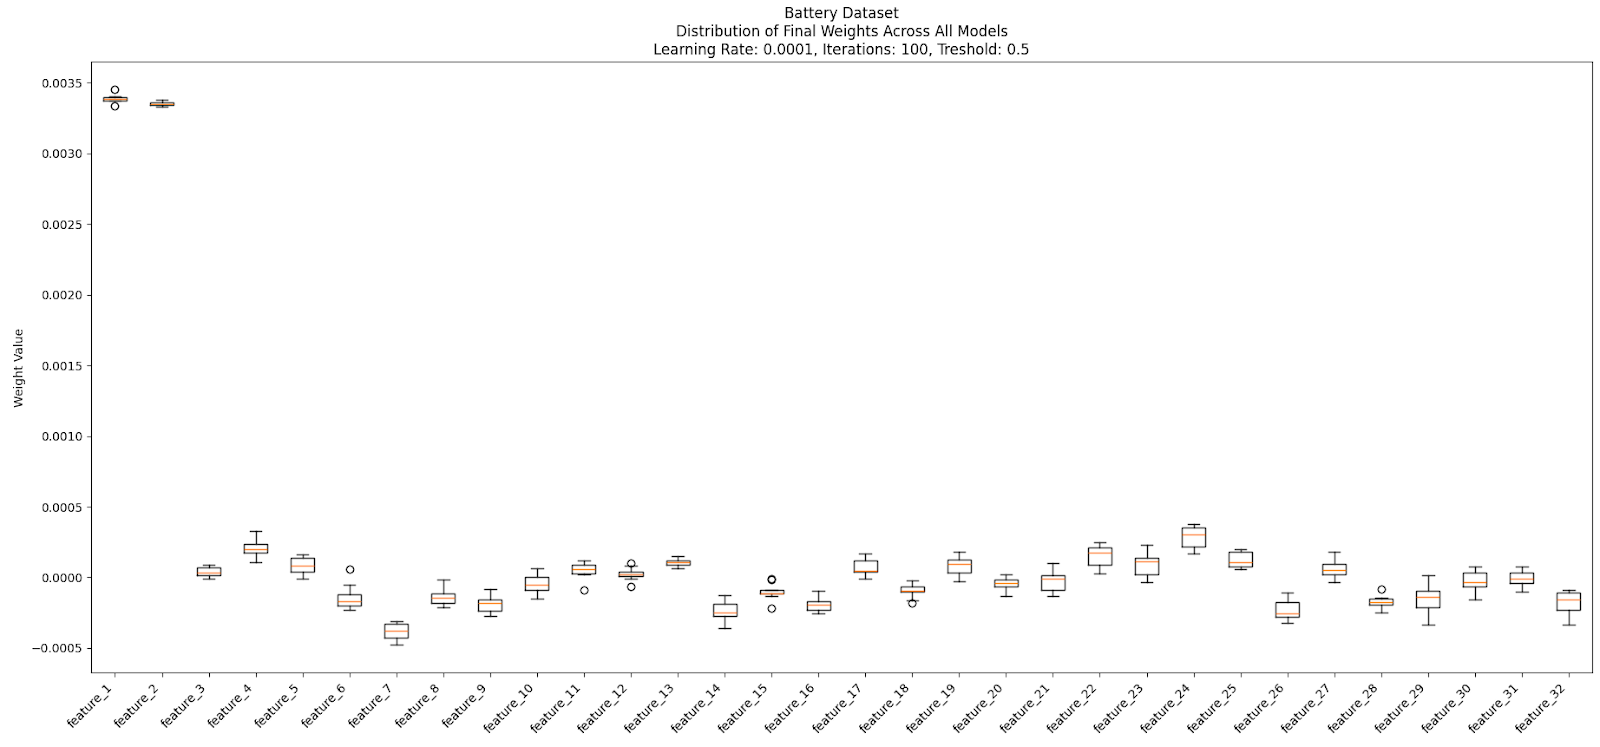 Battery Dataset
Distribution of Final Weights Across All Models
Learning Rate: 0.0001, Iterations: 100, Treshold: 0.5
0.0035
0.0030
0.0025
0.0020
0.0015
0.0010
0.0005
0.0000
−0.0005
Weight Value
feature_1
feature_2
feature_3
feature_4
feature_5
feature_6
feature_7
feature_8
feature_9
feature_10
feature_11
feature_12
feature_13
feature_14
feature_15
feature_16
feature_17
feature_18
feature_19
feature_20
feature_21
feature_22
feature_23
feature_24
feature_25
feature_26
feature_27
feature_28
feature_29
feature_30
feature_31
feature_32